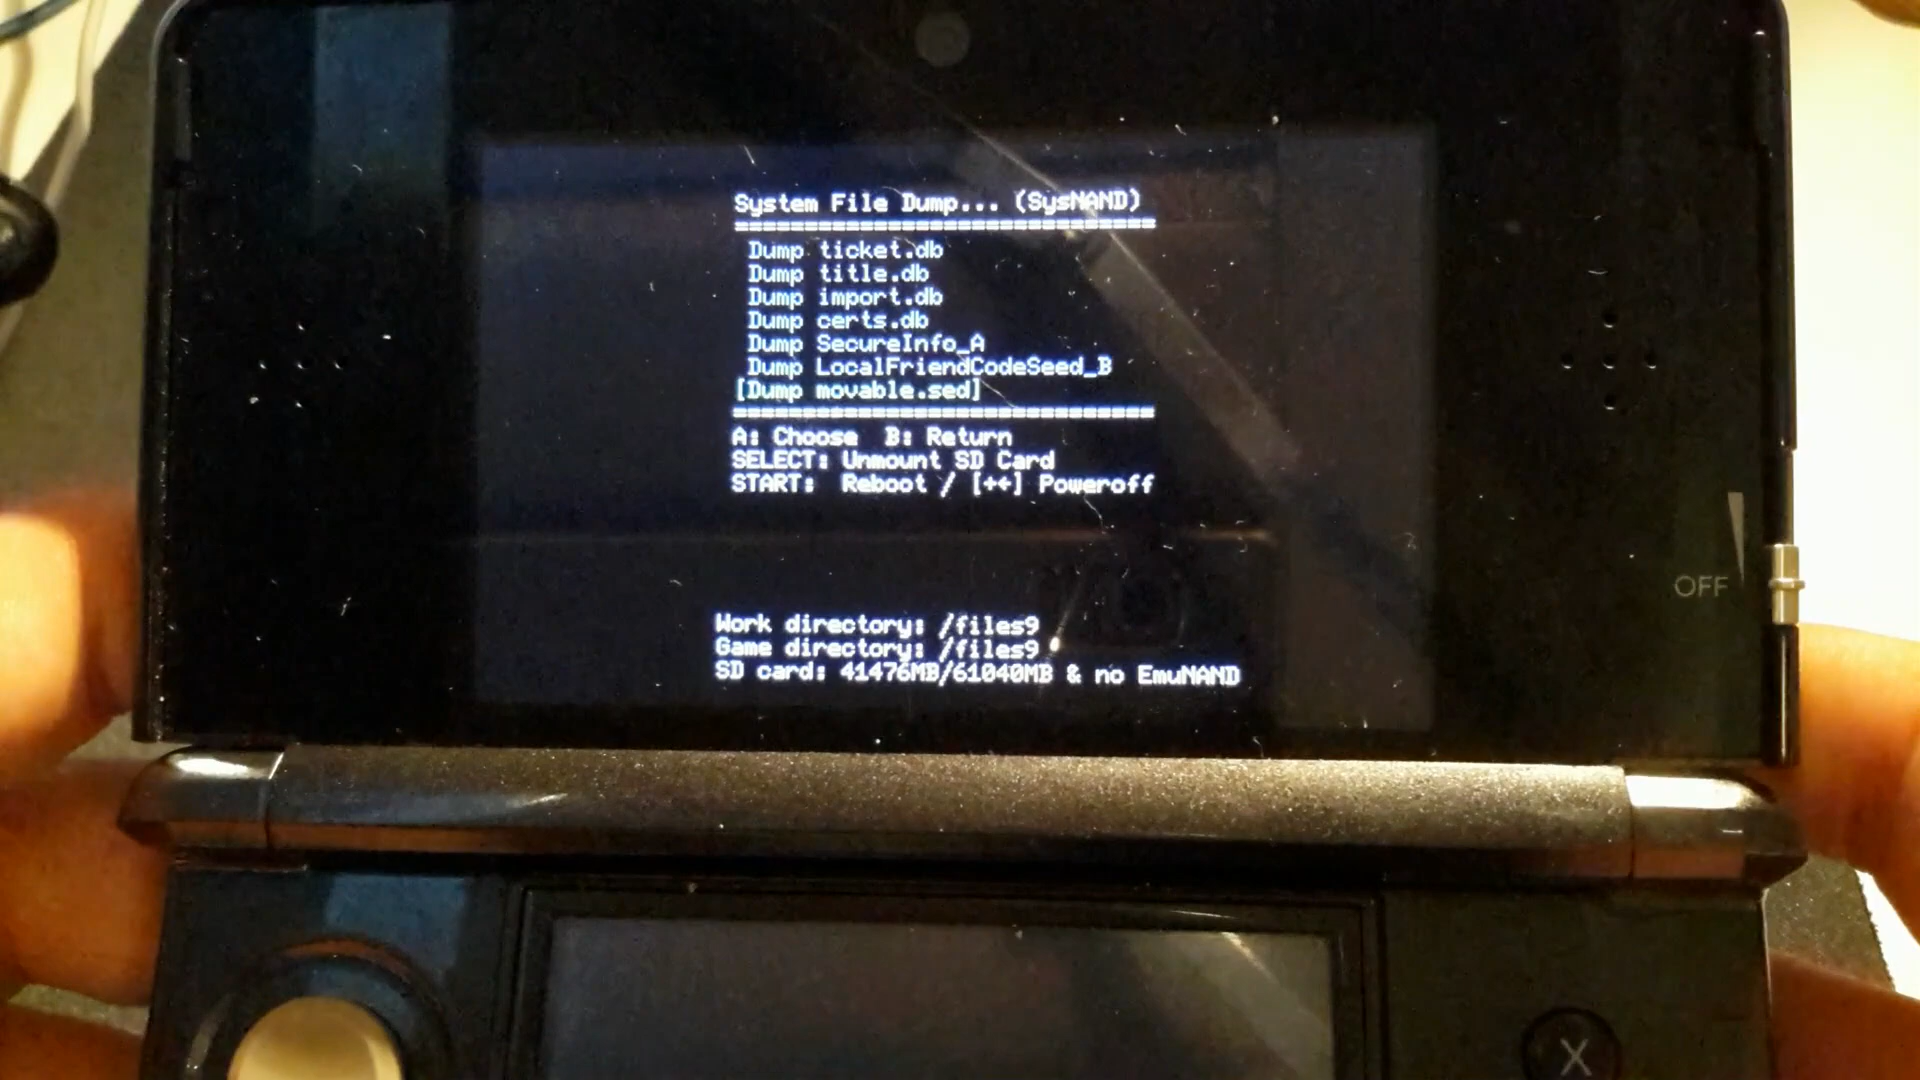 System File Dump... (SysNAND)
==============================
Dump ticket.db
Dump title.db
Dump import.db
Dump certs.db
Dump SecureInfo_A
Dump LocalFriendCodeSeed_B
[Dump movable.sed]
==============================
A: Choose  B: Return
SELECT: Unmount SD Card
START:  Reboot / [++] Poweroff
Work directory: /files9
Game directory: /files9
SD card: 41476MB/61040MB & no EmuNAND
OFF
X